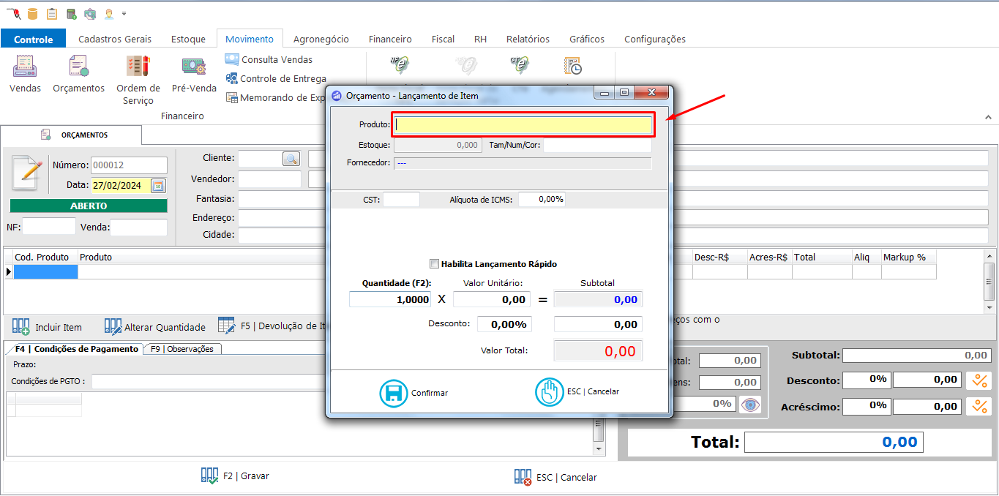 Controle Cadastros Gerais Estoque Movimento Agronegócio Financeiro Fiscal RH Relatórios Gráficos Configurações
Vendas
Orçamentos
Ordem de
Serviço
Pré-Venda
Consulta Vendas
Controle de Entrega
Memorando de Exp
Financeiro
ORÇAMENTOS
Número: 000012
Data: 27/02/2024
ABERTO
NF: Venda:
Cliente:
Vendedor:
Fantasia:
Endereço:
Cidade:
Orçamento - Lançamento de Item
Produto:
Estoque: 0,000 Tam/Num/Cor:
Fornecedor: ---
CST: Alíquota de ICMS: 0,00%
Habilita Lançamento Rápido
Quantidade (F2): Valor Unitário: Subtotal
1,0000 X 0,00 = 0,00
Desconto: 0,00% 0,00
Valor Total: 0,00
Confirmar ESC | Cancelar
Cod. Produto Produto Desc-R$ Acres-R$ Total Aliq Markup %
Incluir Item Alterar Quantidade F5 | Devolução de It
ços com o
F4 | Condições de Pagamento F9 | Observações
Prazo:
Condições de PGTO :
tal: 0,00
ens: 0,00
0%
Subtotal: 0,00
Desconto: 0% 0,00
Acréscimo: 0% 0,00
Total: 0,00
F2 | Gravar ESC | Cancelar